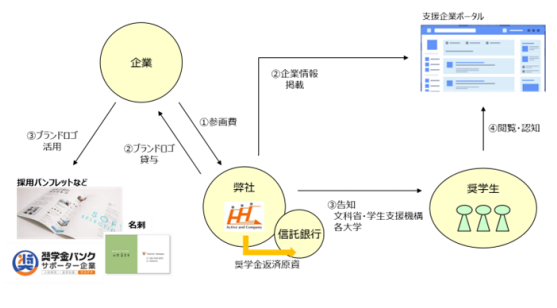 支援企業ポータル
企業
②企業情報
掲載
③ブランドロゴ
活用
②ブランドロゴ
貸与
①参画費
④閲覧・認知
採用パンフレットなど
名刺
弊社
③告知
文科省・学生支援機構
各大学
奨学生
信託銀行
奨学金バンク
サポーター企業
奨学金返済原資